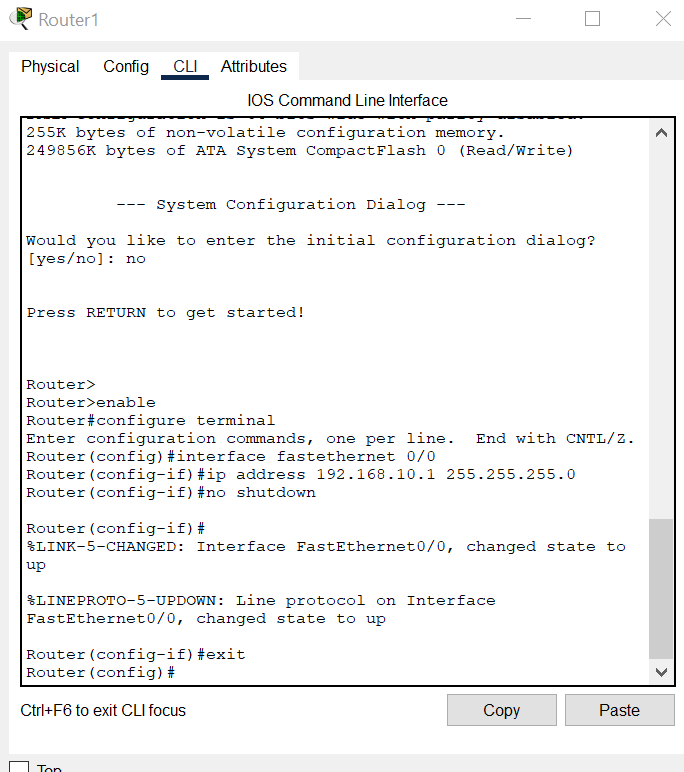 Router1
Physical Config CLI Attributes
IOS Command Line Interface
255K bytes of non-volatile configuration memory.
249856K bytes of ATA System CompactFlash 0 (Read/Write)
--- System Configuration Dialog ---
Would you like to enter the initial configuration dialog?
[yes/no]: no
Press RETURN to get started!
Router>
Router>enable
Router#configure terminal
Enter configuration commands, one per line.  End with CNTL/Z.
Router(config)#interface fastethernet 0/0
Router(config-if)#ip address 192.168.10.1 255.255.255.0
Router(config-if)#no shutdown
Router(config-if)#
%LINK-5-CHANGED: Interface FastEthernet0/0, changed state to
up
%LINEPROTO-5-UPDOWN: Line protocol on Interface
FastEthernet0/0, changed state to up
Router(config-if)#exit
Router(config)#
Ctrl+F6 to exit CLI focus
Copy Paste
Top